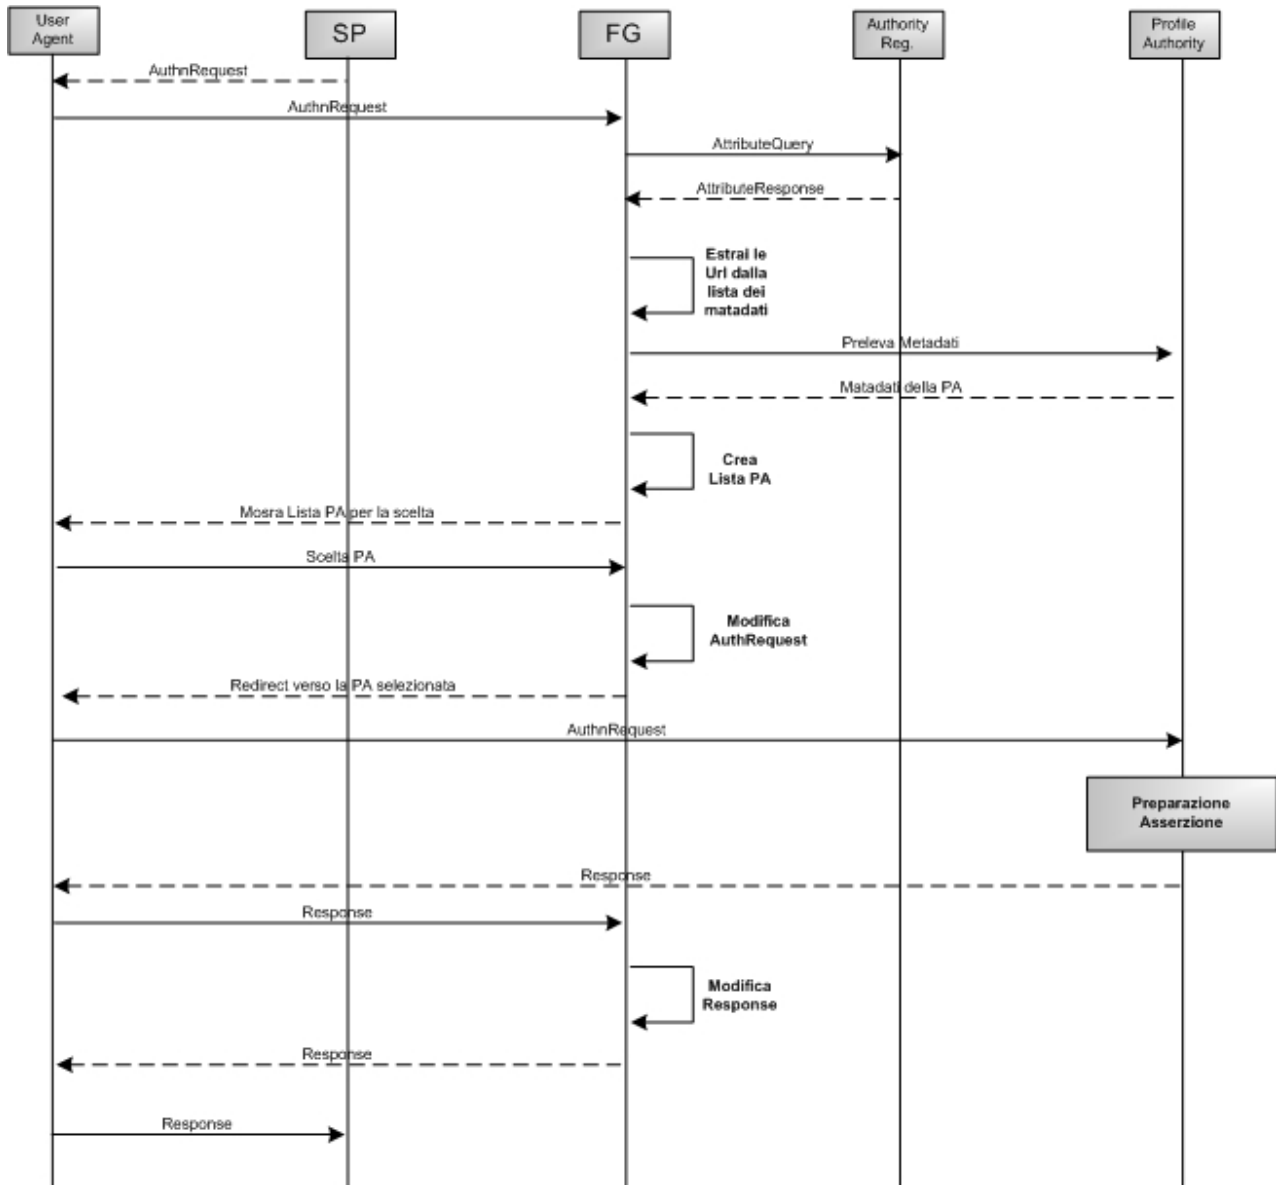 User
Agent
SP
FG
Authority
Reg.
Profile
Authority
AuthnRequest
AuthnRequest
AttributeQuery
AttributeResponse
Estrai le
Url dalla
lista dei
matadati
Preleva Metadati
Matadati della PA
Crea
Lista PA
Mosra Lista PA per la scelta
Scelta PA
Modifica
AuthRequest
Redirect verso la PA selezionata
AuthnRequest
Preparazione
Asserzione
Response
Response
Modifica
Response
Response
Response